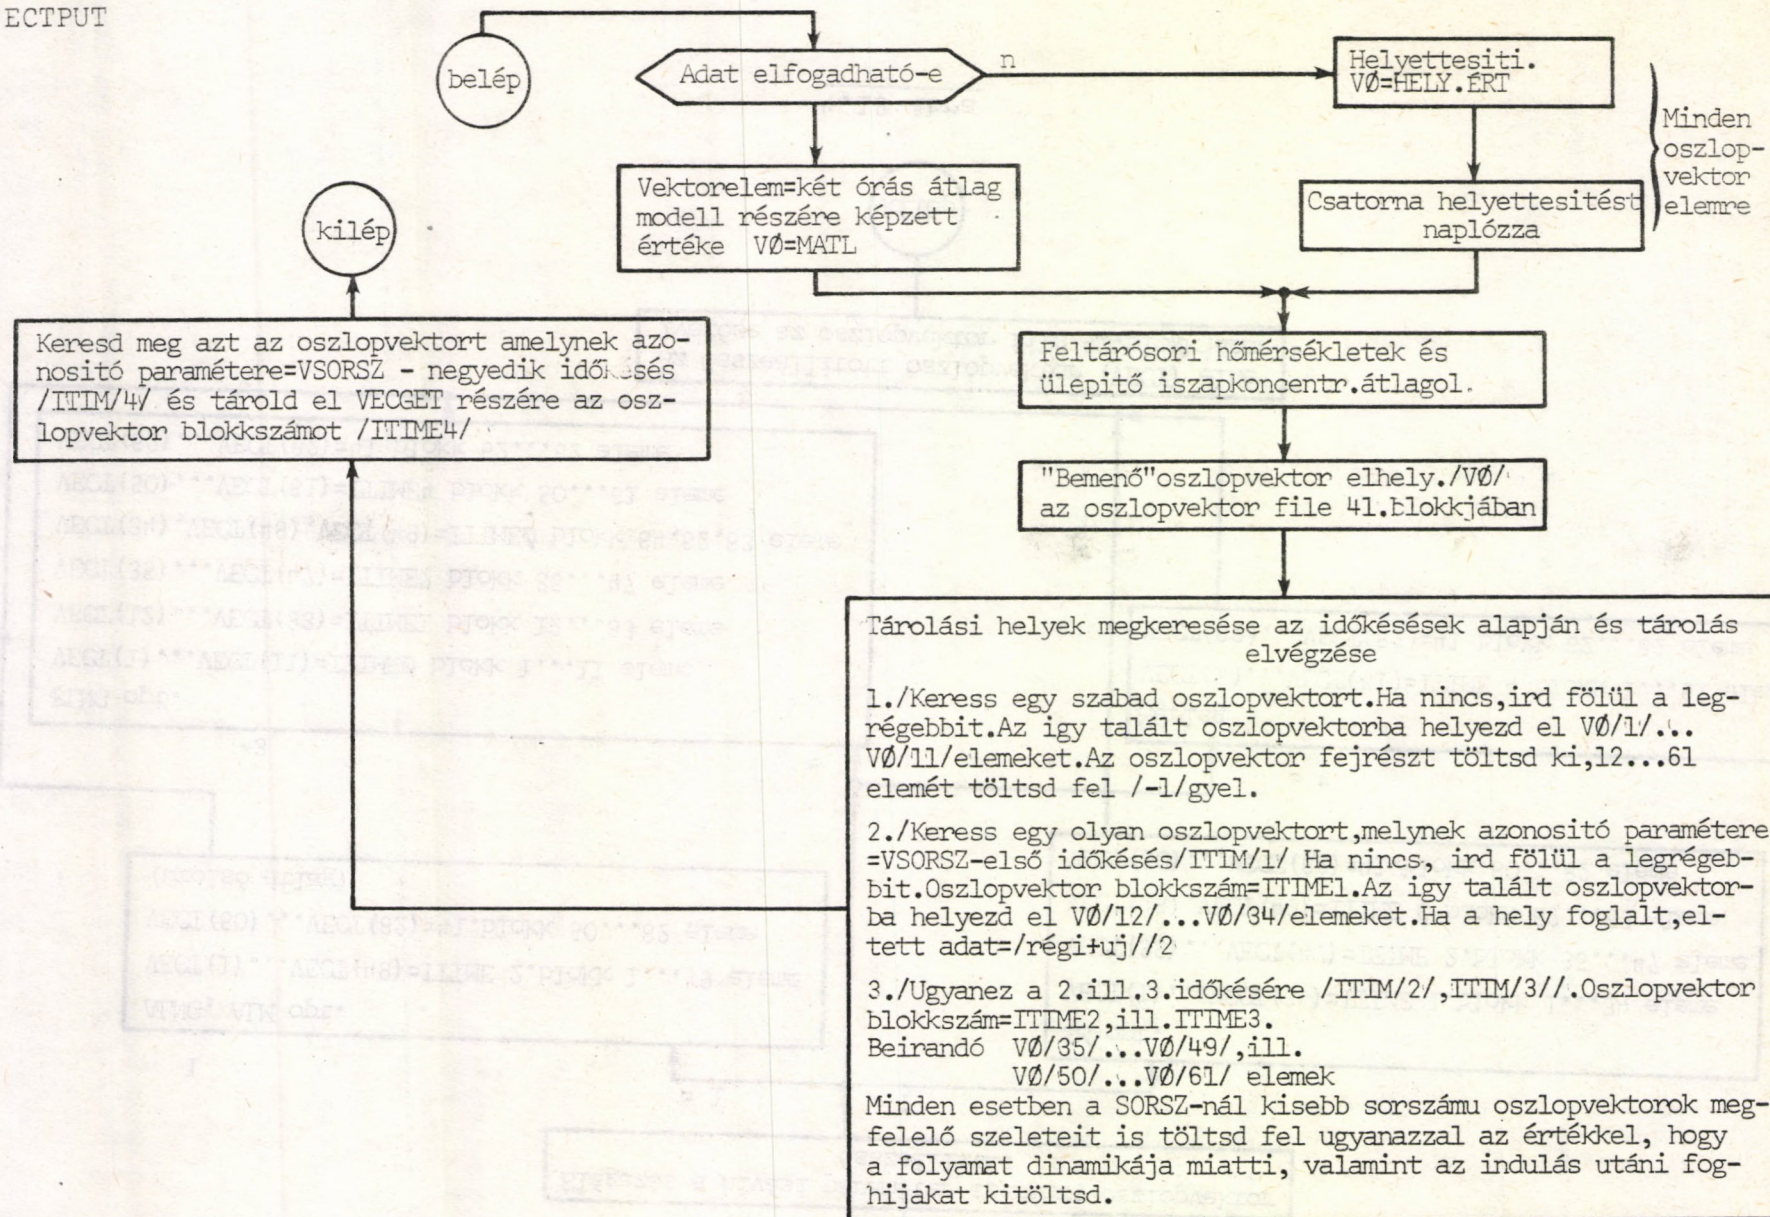 ECTPUT
belép
Adat elfogadható-e
n
Helyettesiti.
VØ=HELY.ÉRT
Minden
oszlop-
vektor
elemre
Vektorelem=két órás átlag
modell részére képzett
értéke VØ=MATL
Csatorna helyettesitést
naplózza
kilép
Keresd meg azt az oszlopvektort amelynek azo-
nositó paramétere=VSORSZ - negyedik időkésés
/ITIM/4/ és tárold el VECGET részére az osz-
lopvektor blokkszámot /ITIME4/
Feltárósori hőmérsékletek és
ülepitő iszapkoncentr.átlagol.
"Bemenő"oszlopvektor elhely./VØ/
az oszlopvektor file 41.blokkjában
Tárolási helyek megkeresése az időkésések alapján és tárolás
elvégzése
1./Keress egy szabad oszlopvektort.Ha nincs,ird fölül a leg-
régebbit.Az igy talált oszlopvektorba helyezd el VØ/1/...
VØ/11/elemeket.Az oszlopvektor fejrészt töltsd ki,12...61
elemét töltsd fel /-1/gyel.
2./Keress egy olyan oszlopvektort,melynek azonositó paramétere
=VSORSZ-első időkésés/ITIM/1/ Ha nincs, ird fölül a legrégeb-
bit.Oszlopvektor blokkszám=ITIME1.Az igy talált oszlopvektor-
ba helyezd el VØ/12/...VØ/34/elemeket.Ha a hely foglalt,el-
tett adat=/régi+uj//2
3./Ugyanez a 2.ill.3.időkésére /ITIM/2/,ITIM/3//.Oszlopvektor
blokkszám=ITIME2,ill.ITIME3.
Beirandó VØ/35/...VØ/49/,ill.
VØ/50/...VØ/61/ elemek
Minden esetben a SORSZ-nál kisebb sorszámu oszlopvektorok meg-
felelő szeleteit is töltsd fel ugyanazzal az értékkel, hogy
a folyamat dinamikája miatti, valamint az indulás utáni fog-
hijakat kitöltsd.